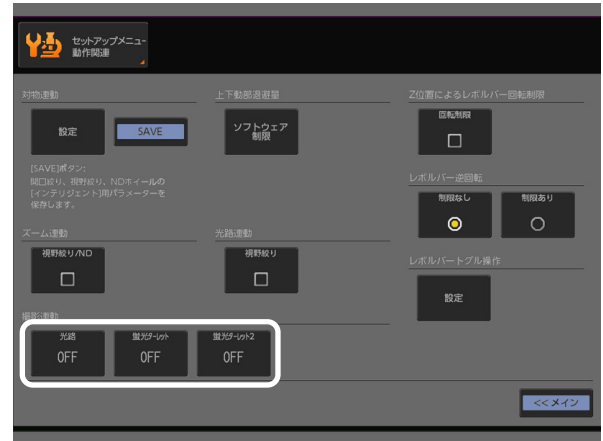 セットアップメニュー
動作関連
対物連動
設定
SAVE
[SAVE]ボタン:
開口絞り、視野絞り、NDホイールの
[インテリジェント]用パラメーターを
保存します。
上下動部退避量
ソフトウェア
制限
Z位置によるレボルバー回転制限
回転制限
レボルバー逆回転
制限なし
制限あり
ズーム連動
視野絞り/ND
光路連動
視野絞り
レボルバートグル操作
設定
撮影連動
光路
OFF
蛍光ターレット
OFF
蛍光ターレット2
OFF
<<メイン